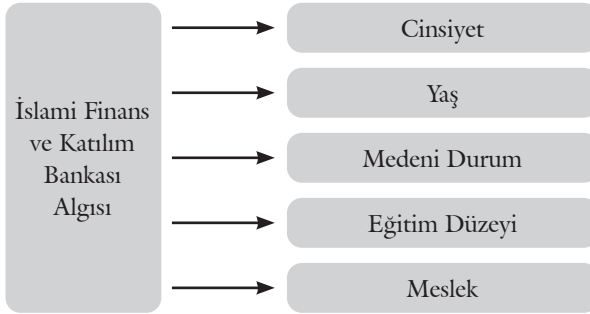 İslami Finans
ve Katılım
Bankası
Algısı
Cinsiyet
Yaş
Medeni Durum
Eğitim Düzeyi
Meslek